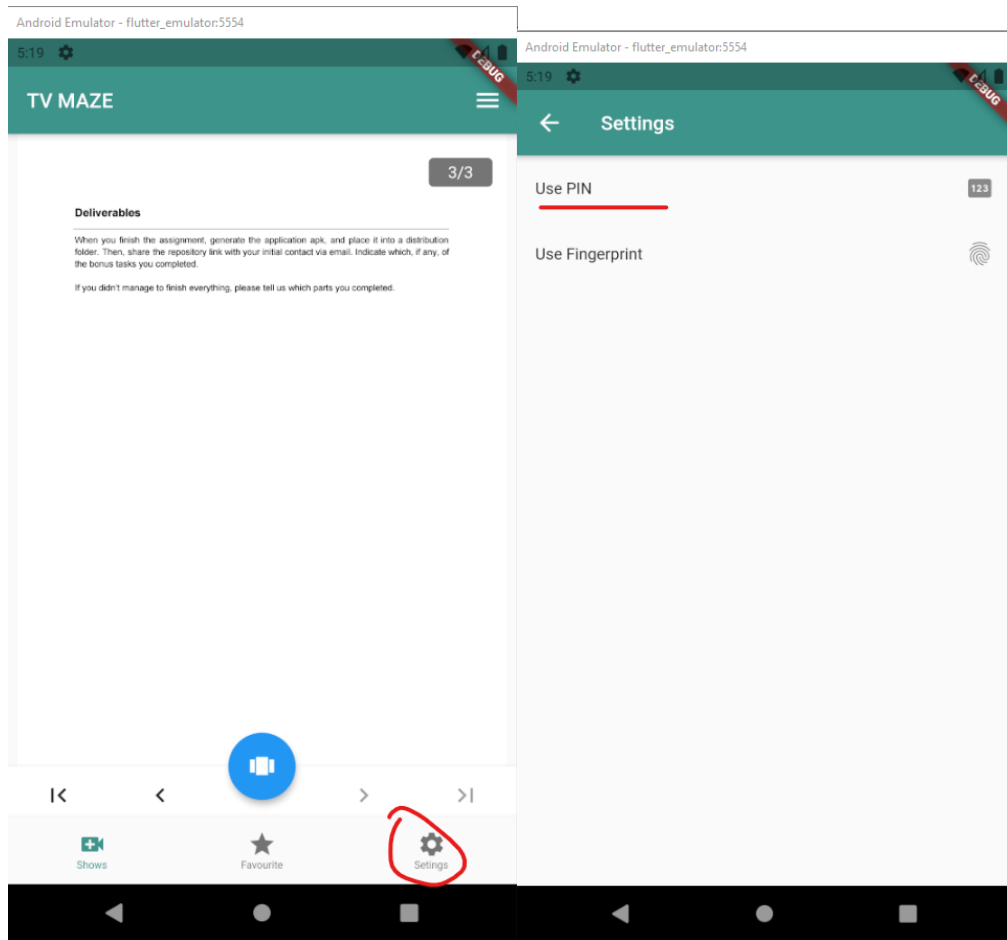 Android Emulator - flutter_emulator:5554
5:19
DEBUG
TV MAZE
3/3
Deliverables
When you finish the assignment, generate the application apk, and place it into a distribution
folder. Then, share the repository link with your initial contact via email. Indicate which, if any, of
the bonus tasks you completed.
If you didn't manage to finish everything, please tell us which parts you completed.
Shows
Favourite
Setings
Android Emulator - flutter_emulator:5554
5:19
DEBUG
Settings
Use PIN
123
Use Fingerprint